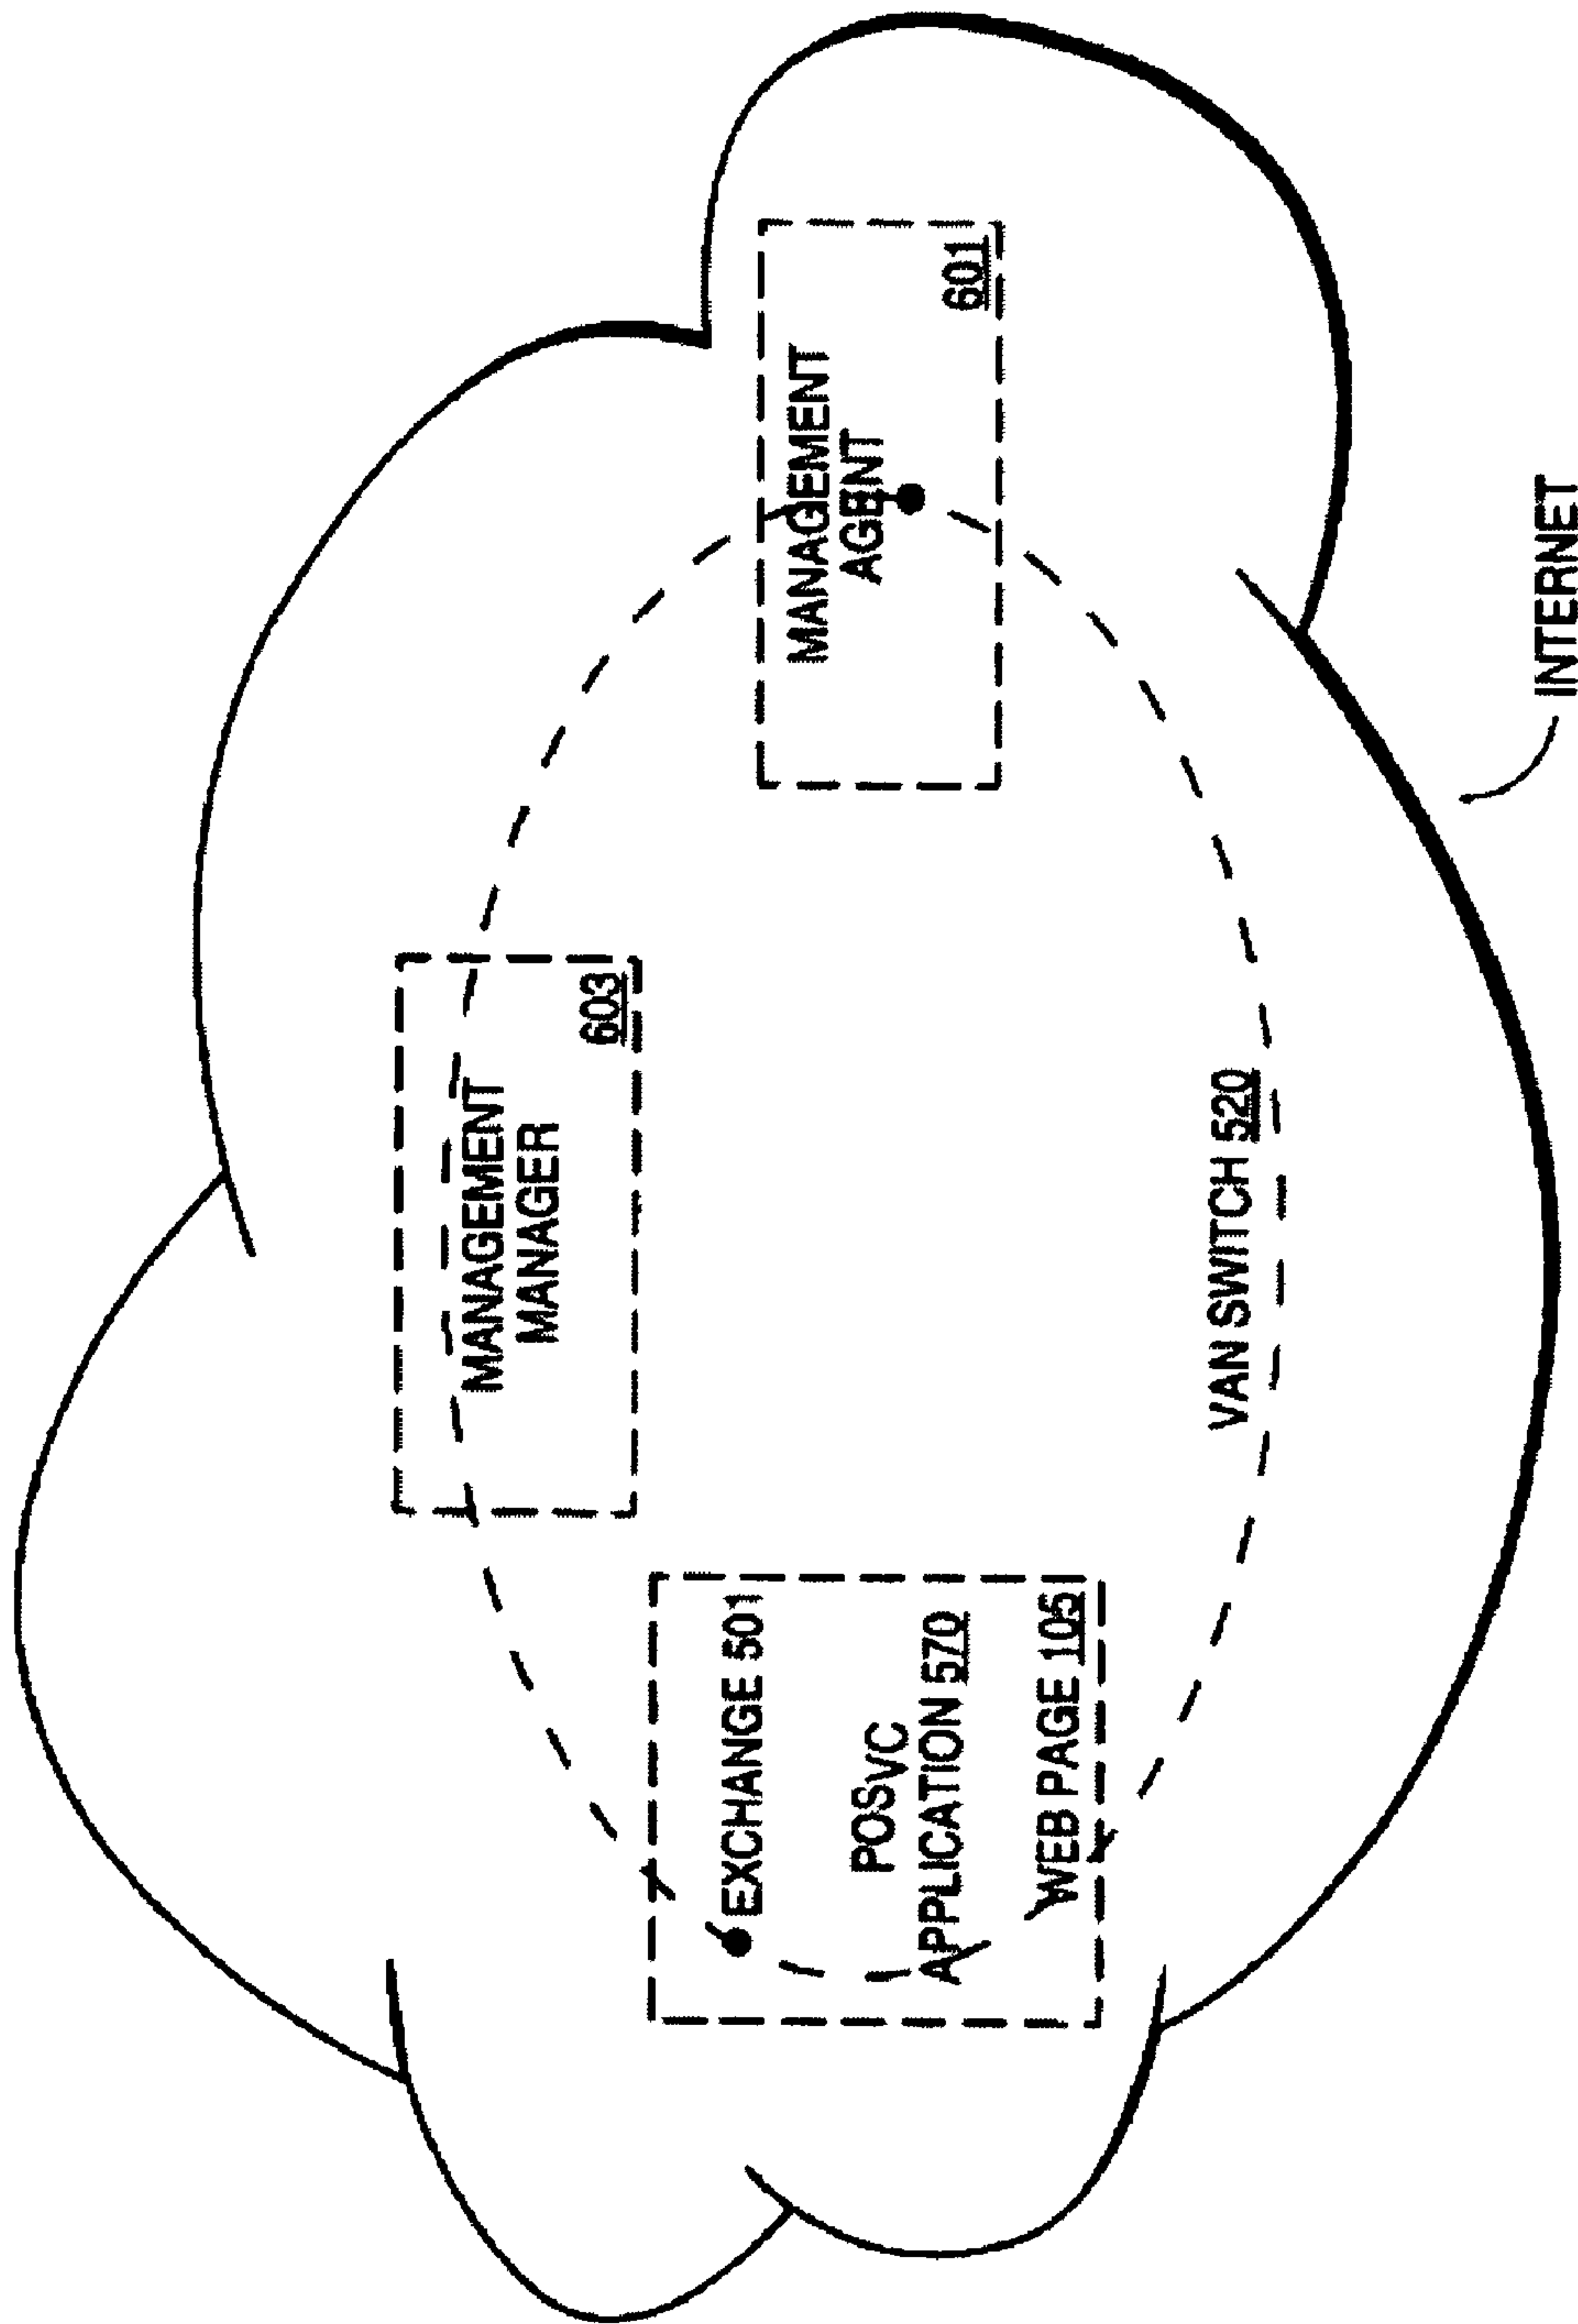 MANAGEMENT
MANAGER
603
EXCHANGE 501
POSVC
APPLICATION 570
WEB PAGE 105
MANAGEMENT
AGENT
601
VAN SWITCH 520
INTERNET